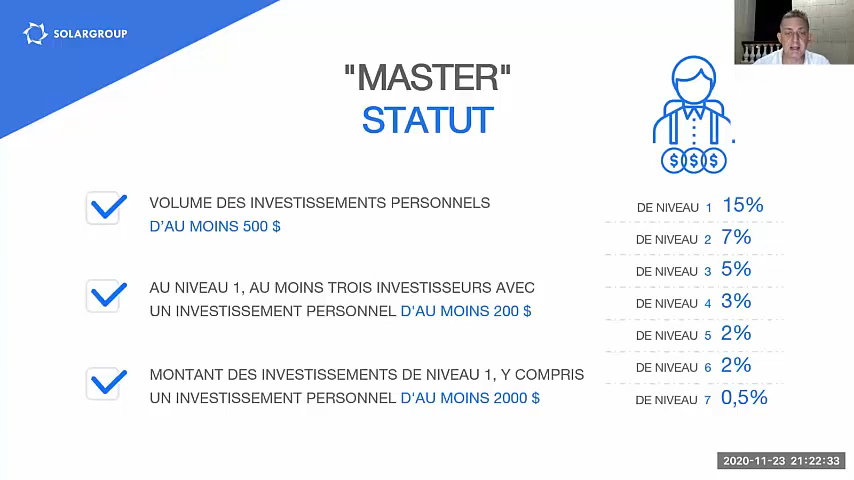 SOLARGROUP
"MASTER"
STATUT
VOLUME DES INVESTISSEMENTS PERSONNELS
D'AU MOINS 500 $
AU NIVEAU 1, AU MOINS TROIS INVESTISSEURS AVEC
UN INVESTISSEMENT PERSONNEL D'AU MOINS 200 $
MONTANT DES INVESTISSEMENTS DE NIVEAU 1, Y COMPRIS
UN INVESTISSEMENT PERSONNEL D'AU MOINS 2000 $
$ $ $
DE NIVEAU 1 15%
DE NIVEAU 2 7%
DE NIVEAU 3 5%
DE NIVEAU 4 3%
DE NIVEAU 5 2%
DE NIVEAU 6 2%
DE NIVEAU 7 0,5%
2020-11-23 21:22:33